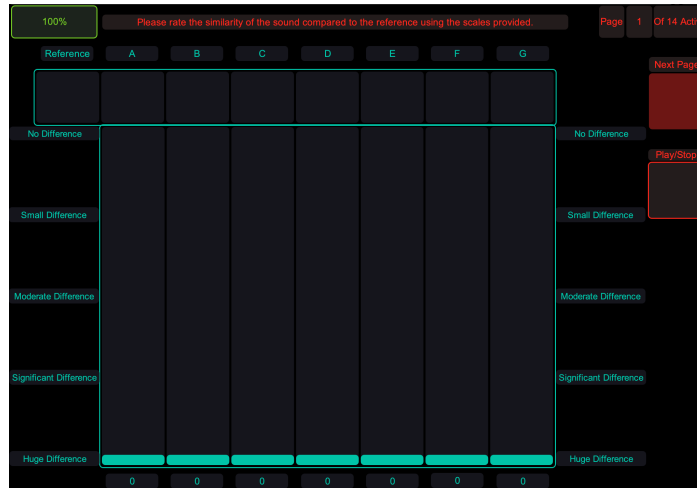 100%
Please rate the similarity of the sound compared to the reference using the scales provided.
Page 1 Of 14 Acti
Reference A B C D E F G
Next Page
No Difference No Difference
Play/Stop
Small Difference Small Difference
Moderate Difference Moderate Difference
Significant Difference Significant Difference
Huge Difference Huge Difference
0 0 0 0 0 0 0